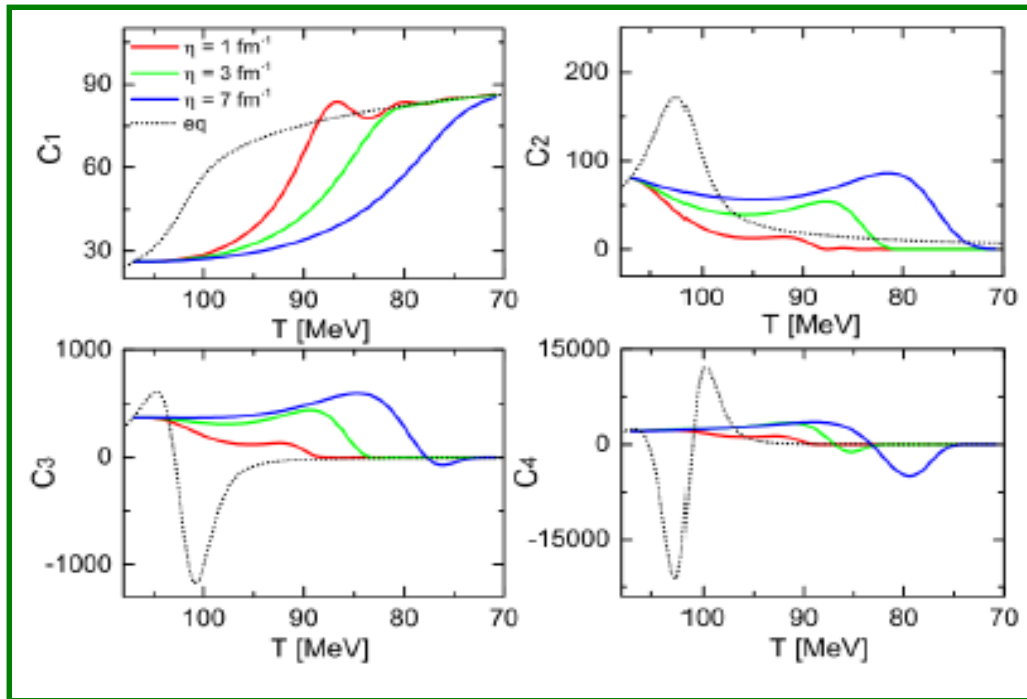 η = 1 fm⁻¹
η = 3 fm⁻¹
η = 7 fm⁻¹
eq
90
60
30
C1
100 90 80 70
T [MeV]
200
100
0
C2
100 90 80 70
T [MeV]
1000
0
-1000
C3
100 90 80 70
T [MeV]
15000
0
-15000
C4
100 90 80 70
T [MeV]